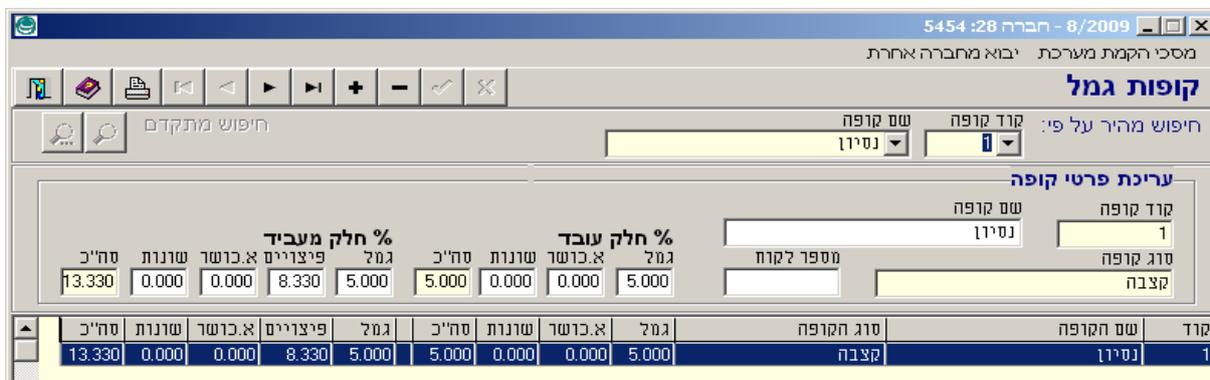 8/2009 - חברה 28: 5454
מסכי הקמת מערכת יבוא מחברה אחרת
קופות גמל
חיפוש מהיר על פי: קוד קופה שם קופה חיפוש מתקדם
1 נסיון
עריכת פרטי קופה
קוד קופה שם קופה
1 נסיון
% חלק עובד % חלק מעביד
סוג קופה מספר לקוח גמל א.כושר שונות סה"כ גמל פיצויים א.כושר שונות סה"כ
קצבה 5.000 0.000 0.000 5.000 5.000 8.330 0.000 0.000 13.330
קוד שם הקופה סוג הקופה גמל א.כושר שונות סה"כ גמל פיצויים א.כושר שונות סה"כ
1 נסיון קצבה 5.000 0.000 0.000 5.000 5.000 8.330 0.000 0.000 13.330